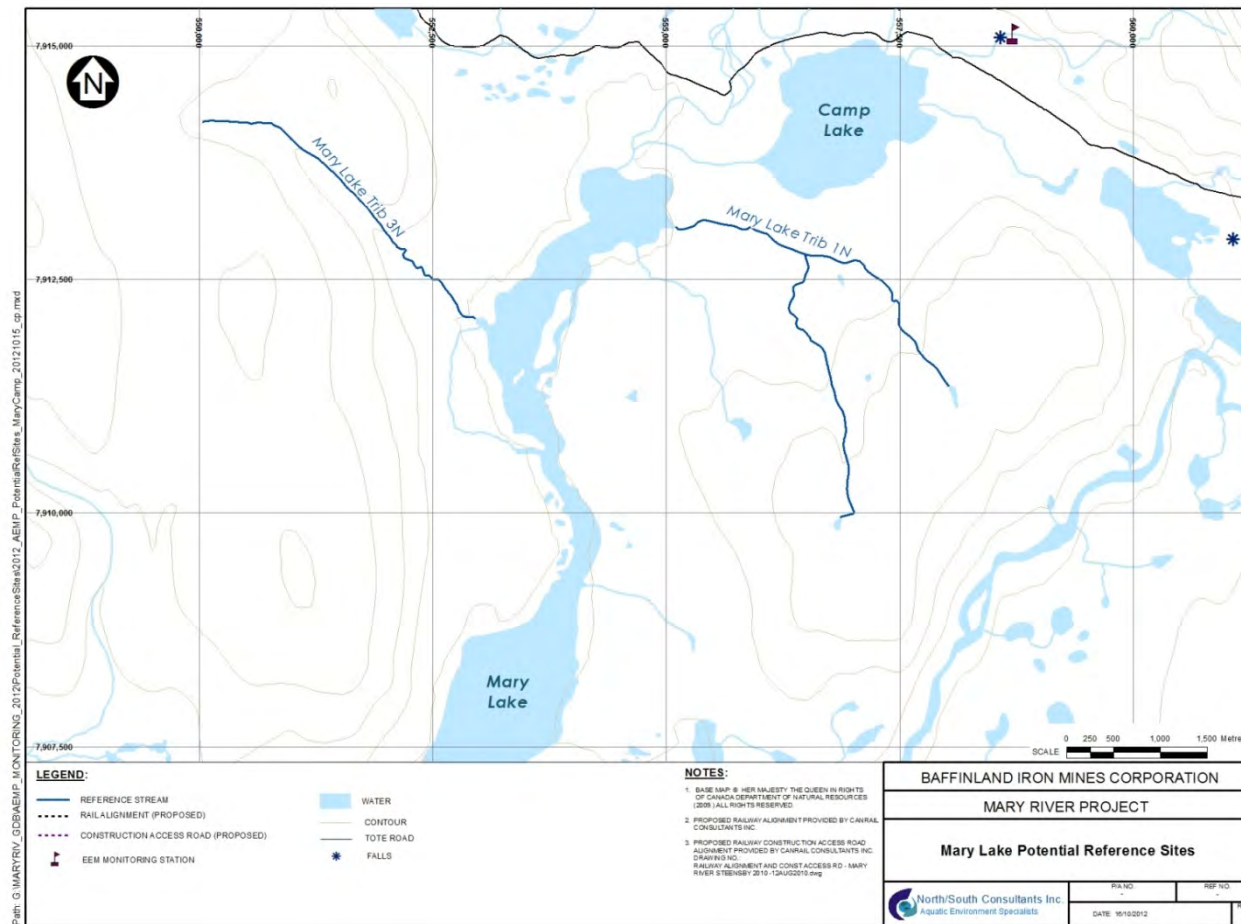 550,000
552,500
555,000
557,500
560,000
7,915,000
N
Camp
Lake
Mary Lake Trib 3N
Mary Lake Trib 1N
7,912,500
7,910,000
Mary
Lake
7,907,500
Path: G:\MARYRIV_GDB\AEMP_MONITORING_2012\Potential_ReferenceSites\2012_AEMP_PotentialRefSites_MaryCamp_20121015_cp.mxd
0 250 500 1,000 1,500 Metre
SCALE
LEGEND:
REFERENCE STREAM
RAIL ALIGNMENT (PROPOSED)
CONSTRUCTION ACCESS ROAD (PROPOSED)
EEM MONITORING STATION
WATER
CONTOUR
TOTE ROAD
FALLS
NOTES:
1. BASE MAP: © HER MAJESTY THE QUEEN IN RIGHTS
OF CANADA DEPARTMENT OF NATURAL RESOURCES
(2009.) ALL RIGHTS RESERVED.
2. PROPOSED RAILWAY ALIGNMENT PROVIDED BY CANRAIL
CONSULTANTS INC.
3. PROPOSED RAILWAY CONSTRUCTION ACCESS ROAD
ALIGNMENT PROVIDED BY CANRAIL CONSULTANTS INC.
DRAWING NO.
RAILWAY ALIGNMENT AND CONST ACCESS RD - MARY
RIVER STEENSBY 2010 -12AUG2010.dwg
BAFFINLAND IRON MINES CORPORATION
MARY RIVER PROJECT
Mary Lake Potential Reference Sites
North/South Consultants Inc.
Aquatic Environment Specialists
P/A NO.
-
REF NO.
-
DATE 16/10/2012
R